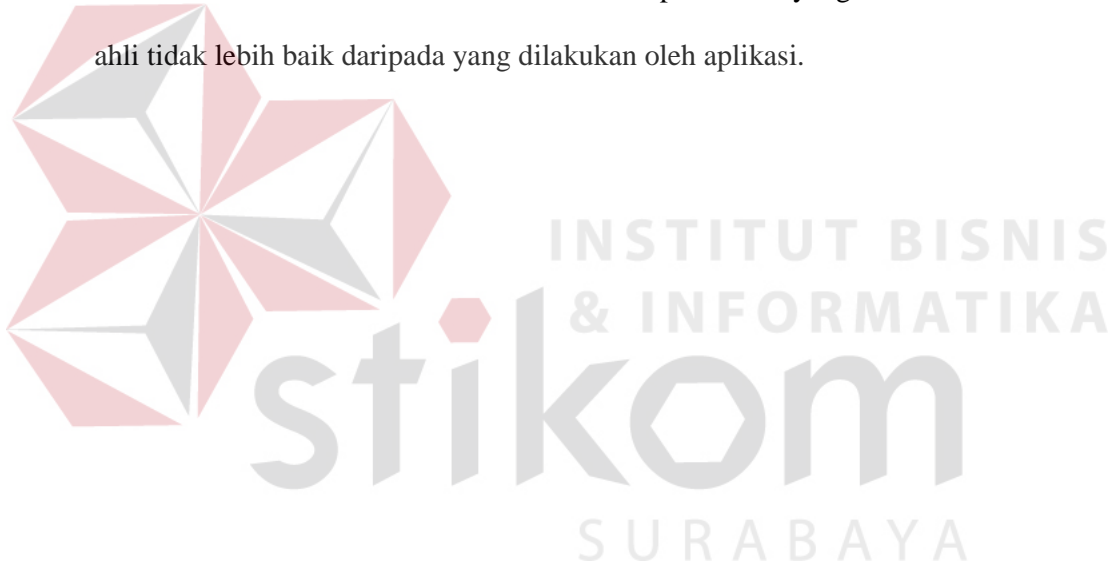 ahli tidak lebih baik daripada yang dilakukan oleh aplikasi.
INSTITUT BISNIS
& INFORMATIKA
stikom
SURABAYA